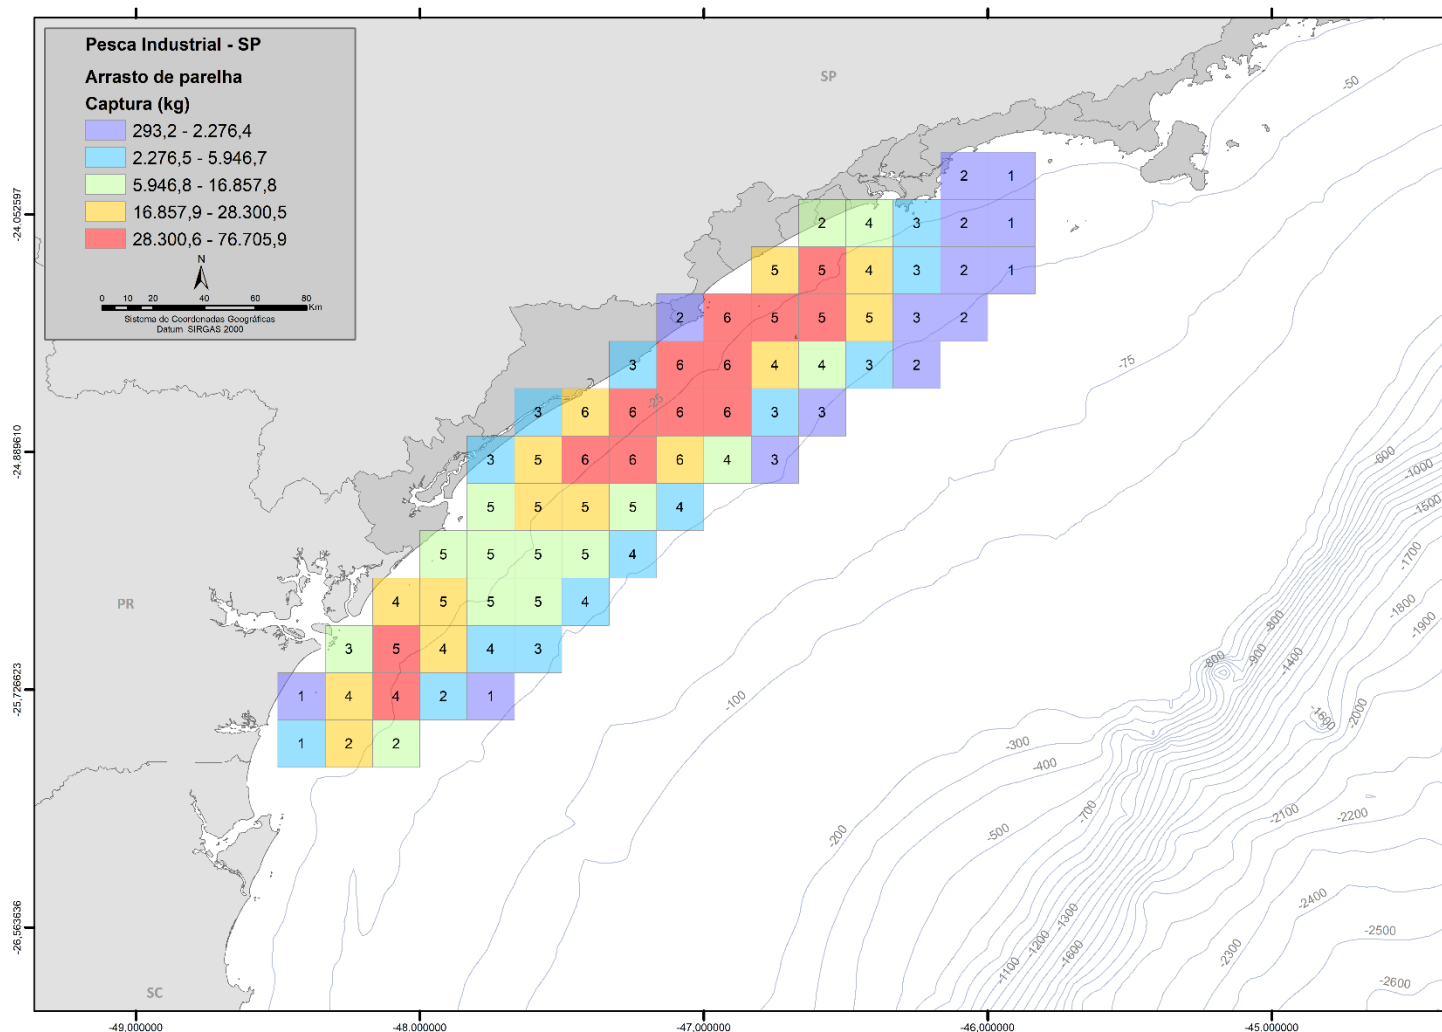 Pesca Industrial - SP
Arrasto de parelha
Captura (kg)
293,2 - 2.276,4
2.276,5 - 5.946,7
5.946,8 - 16.857,8
16.857,9 - 28.300,5
28.300,6 - 76.705,9
N
0 10 20 40 60 80
Km
Sistema de Coordenadas Geográficas
Datum SIRGAS 2000
SP
PR
SC
2 1
2 4 3 2 1
5 5 4 3 2 1
2 6 5 5 5 3 2
3 6 6 4 4 3 2
3 6 6 6 6 3 3
3 5 6 6 6 4 3
5 5 5 5 4
5 5 5 5 4
4 5 5 5 4
3 5 4 4 3
1 4 4 2 1
1 2 2
-50
-75
-25
-100
-600
-1000
-1500
-1700
-1800
-1900
-800
-800
-900
-1400
-1600
-2000
-300
-400
-200
-500
-700
-2100
-2200
-2400
-2500
-2300
-2600
-1300
-1200
-1600
-1100
-24,052597
-24,889610
-25,726623
-26,563636
-49,000000
-48,000000
-47,000000
-46,000000
-45,000000